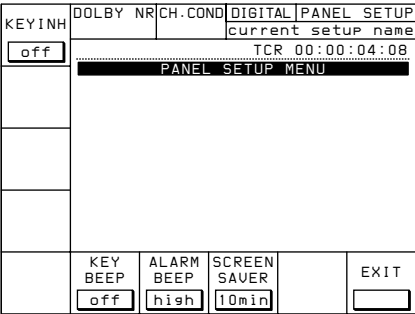 KEYINH
off
DOLBY NR CH.COND DIGITAL PANEL SETUP
current setup name
TCR 00:00:04:08
PANEL SETUP MENU
KEY BEEP
off
ALARM BEEP
high
SCREEN SAVER
10min
EXIT